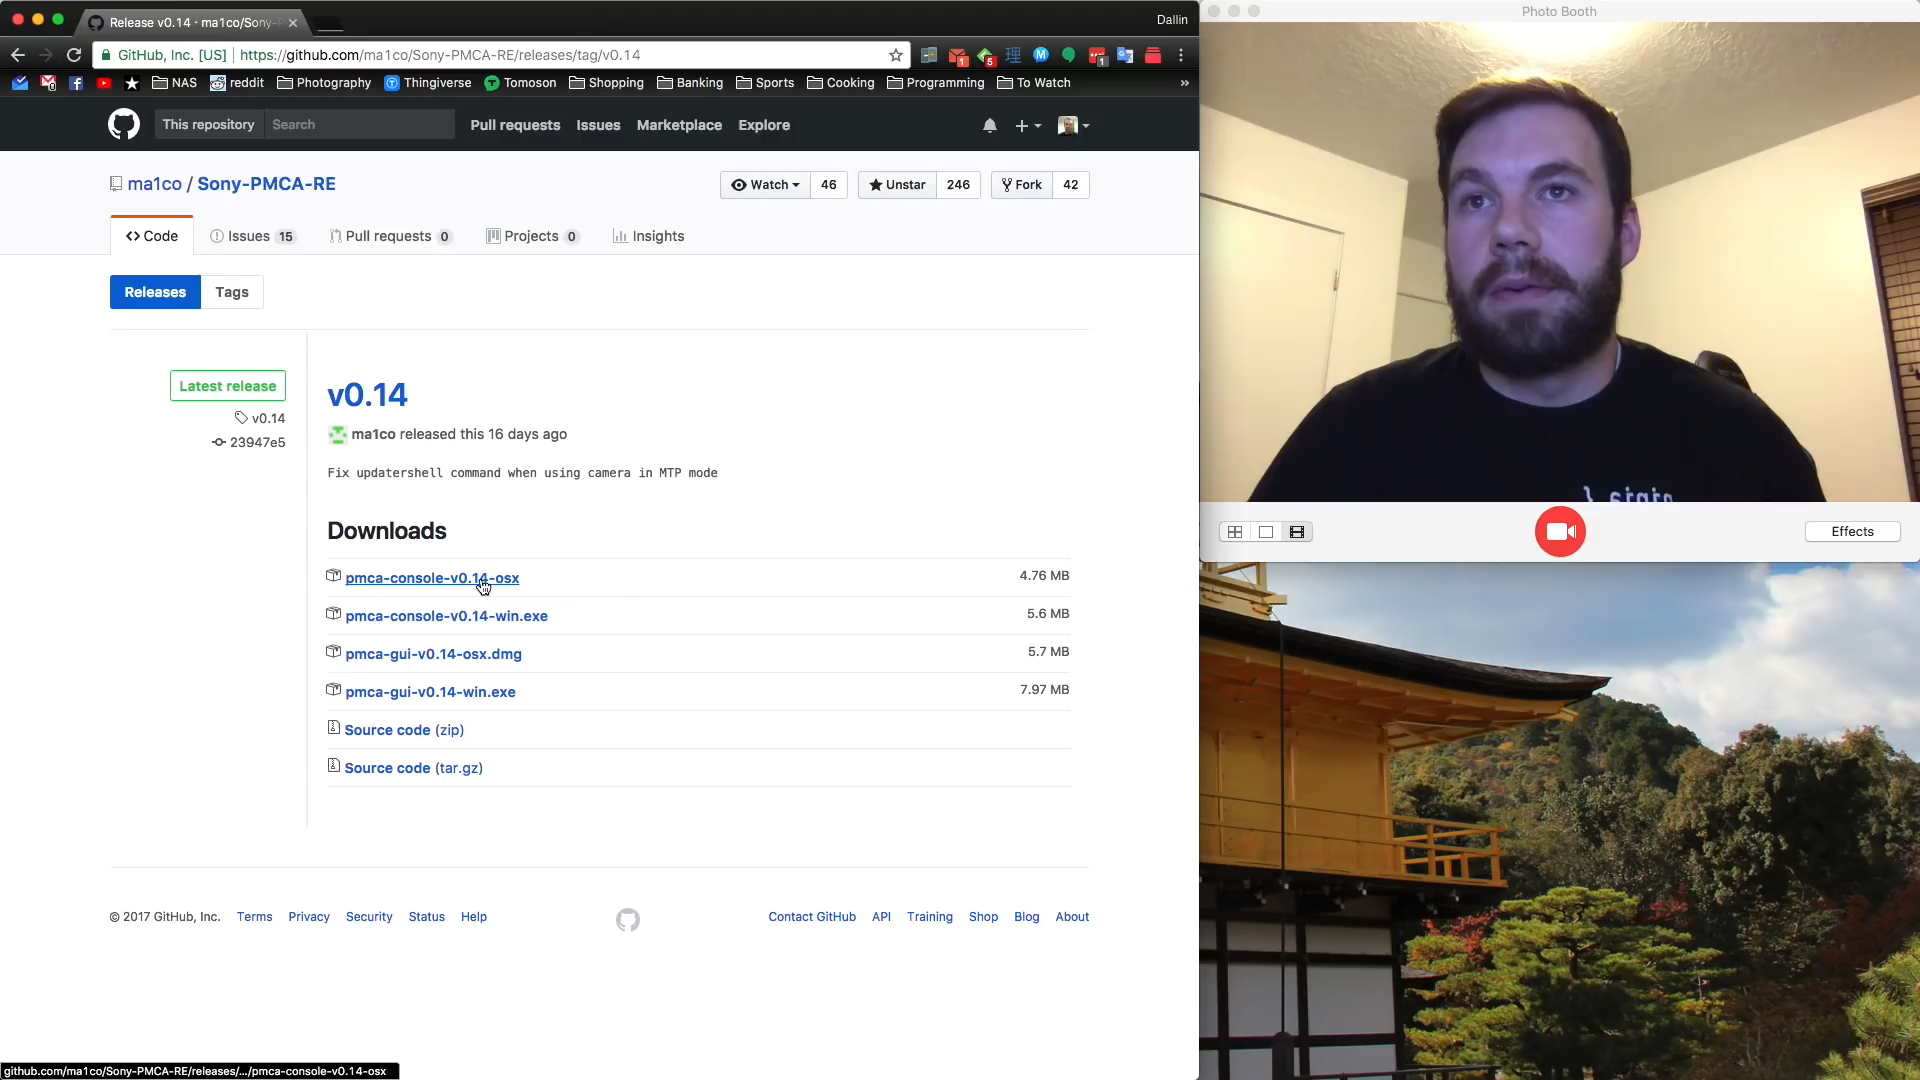 Release v0.14 · ma1co/Sony-
Dallin
Photo Booth
GitHub, Inc. [US] https://github.com/ma1co/Sony-PMCA-RE/releases/tag/v0.14
1 5 1
NAS reddit Photography Thingiverse Tomoson Shopping Banking Sports Cooking Programming To Watch »
This repository Search Pull requests Issues Marketplace Explore
ma1co / Sony-PMCA-RE
Watch 46 Unstar 246 Fork 42
Code Issues 15 Pull requests 0 Projects 0 Insights
Releases Tags
Latest release
v0.14
23947e5
v0.14
ma1co released this 16 days ago
Fix updatershell command when using camera in MTP mode
Downloads
pmca-console-v0.14-osx 4.76 MB
pmca-console-v0.14-win.exe 5.6 MB
pmca-gui-v0.14-osx.dmg 5.7 MB
pmca-gui-v0.14-win.exe 7.97 MB
Source code (zip)
Source code (tar.gz)
© 2017 GitHub, Inc. Terms Privacy Security Status Help
Contact GitHub API Training Shop Blog About
github.com/ma1co/Sony-PMCA-RE/releases/.../pmca-console-v0.14-osx
Effects